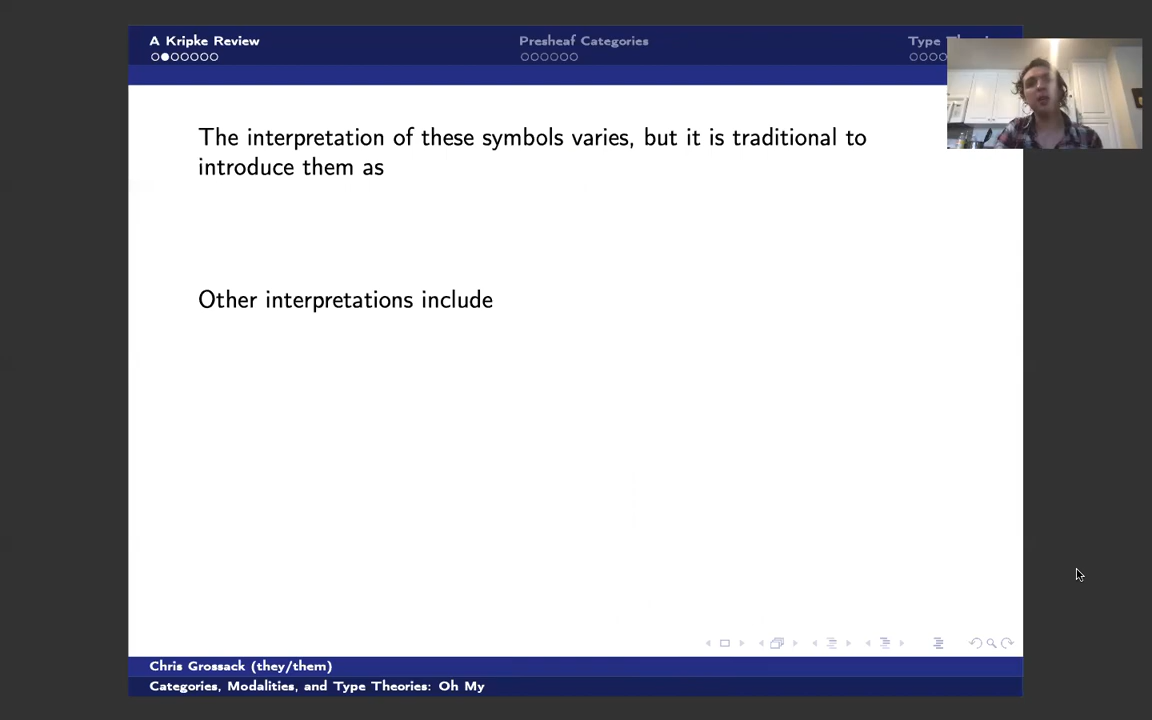 A Kripke Review
Presheaf Categories
Type
The interpretation of these symbols varies, but it is traditional to
introduce them as
Other interpretations include
Chris Grossack (they/them)
Categories, Modalities, and Type Theories: Oh My